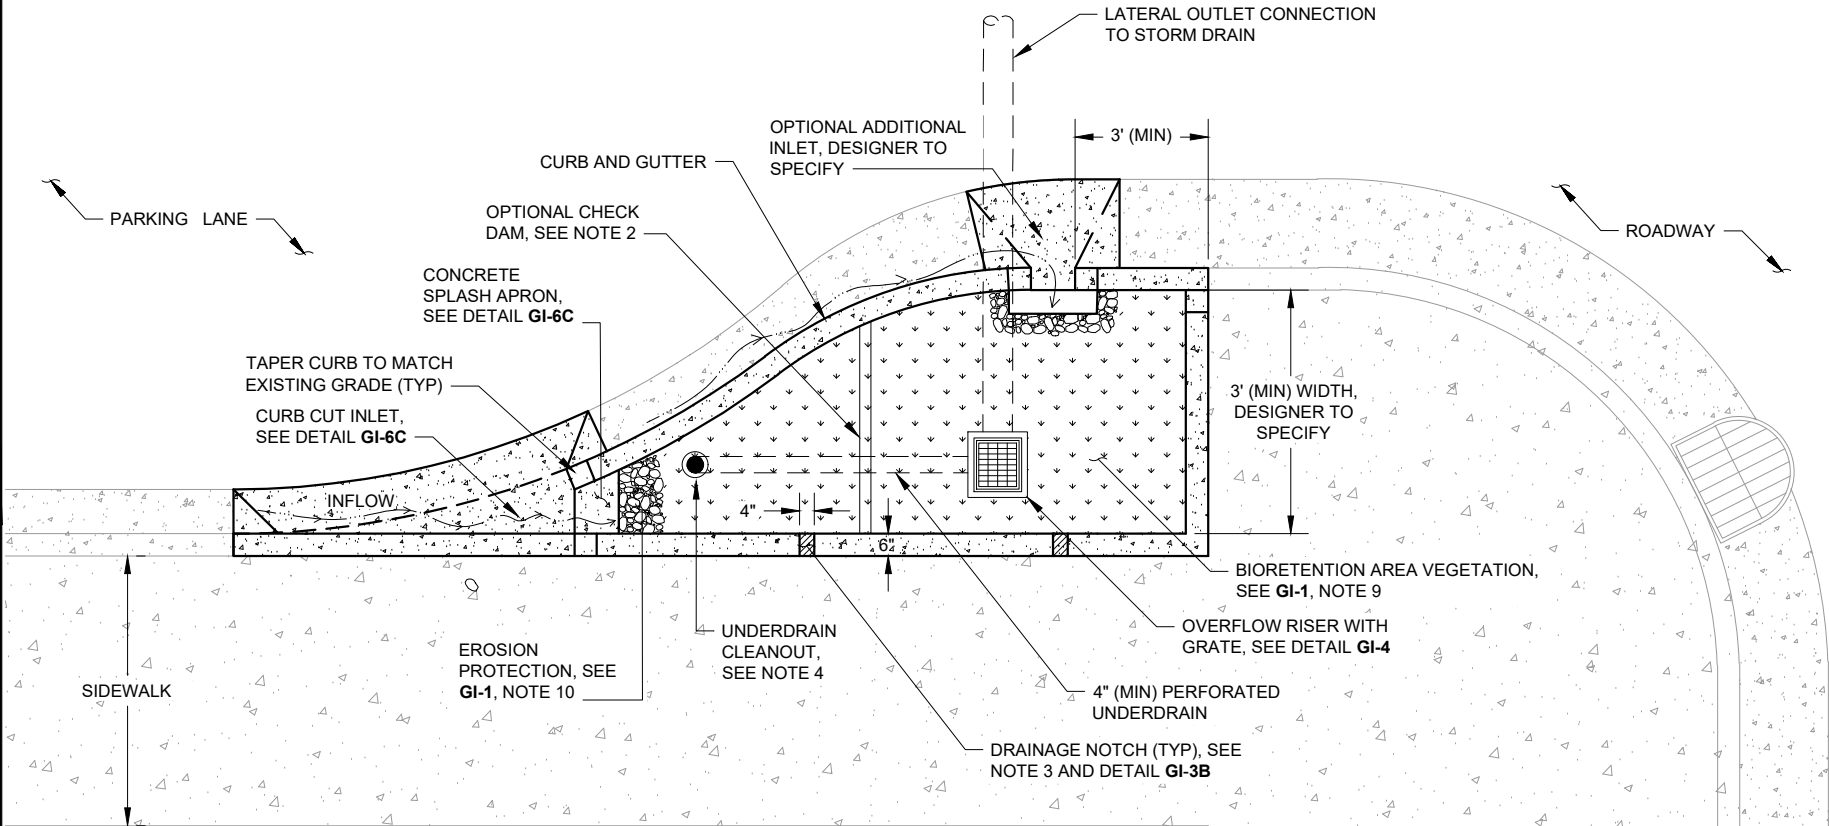 LATERAL OUTLET CONNECTION
TO STORM DRAIN
OPTIONAL ADDITIONAL
INLET, DESIGNER TO
SPECIFY
3' (MIN)
CURB AND GUTTER
PARKING LANE
OPTIONAL CHECK
DAM, SEE NOTE 2
ROADWAY
CONCRETE
SPLASH APRON,
SEE DETAIL GI-6C
TAPER CURB TO MATCH
EXISTING GRADE (TYP)
CURB CUT INLET,
SEE DETAIL GI-6C
3' (MIN) WIDTH,
DESIGNER TO
SPECIFY
INFLOW
4"
6"
BIORETENTION AREA VEGETATION,
SEE GI-1, NOTE 9
OVERFLOW RISER WITH
GRATE, SEE DETAIL GI-4
UNDERDRAIN
CLEANOUT,
SEE NOTE 4
EROSION
PROTECTION, SEE
GI-1, NOTE 10
SIDEWALK
4" (MIN) PERFORATED
UNDERDRAIN
DRAINAGE NOTCH (TYP), SEE
NOTE 3 AND DETAIL GI-3B